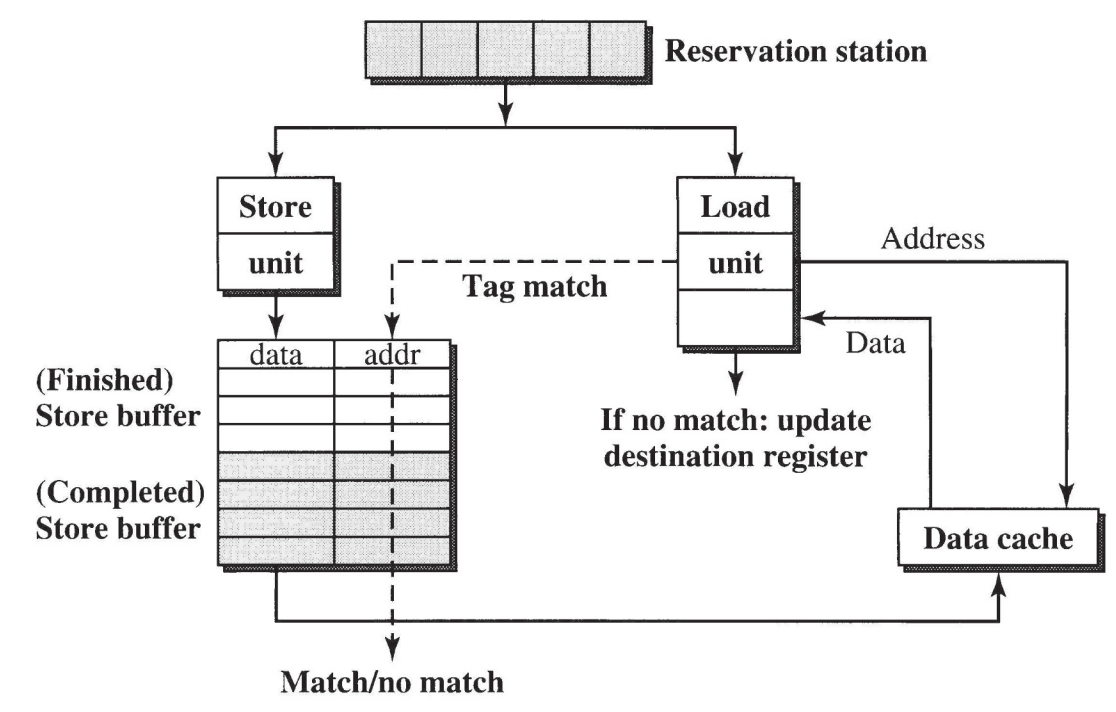 Reservation station
Store
unit
Load
unit
Address
Tag match
Data
data addr
(Finished)
Store buffer
If no match: update
destination register
(Completed)
Store buffer
Data cache
Match/no match